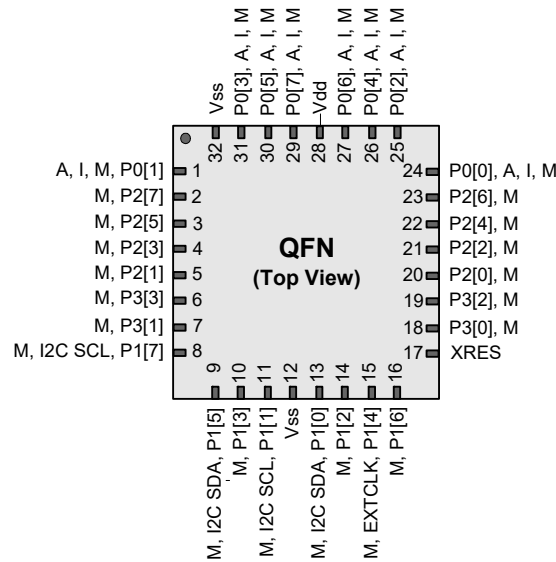 Vss
P0[3], A, I, M
P0[5], A, I, M
P0[7], A, I, M
Vdd
P0[6], A, I, M
P0[4], A, I, M
P0[2], A, I, M
32
31
30
29
28
27
26
25
A, I, M, P0[1] 1
M, P2[7] 2
M, P2[5] 3
M, P2[3] 4
M, P2[1] 5
M, P3[3] 6
M, P3[1] 7
M, I2C SCL, P1[7] 8
QFN
(Top View)
24 P0[0], A, I, M
23 P2[6], M
22 P2[4], M
21 P2[2], M
20 P2[0], M
19 P3[2], M
18 P3[0], M
17 XRES
9
10
11
12
13
14
15
16
M, I2C SDA, P1[5]
M, P1[3]
M, I2C SCL, P1[1]
Vss
M, I2C SDA, P1[0]
M, P1[2]
M, EXTCLK, P1[4]
M, P1[6]